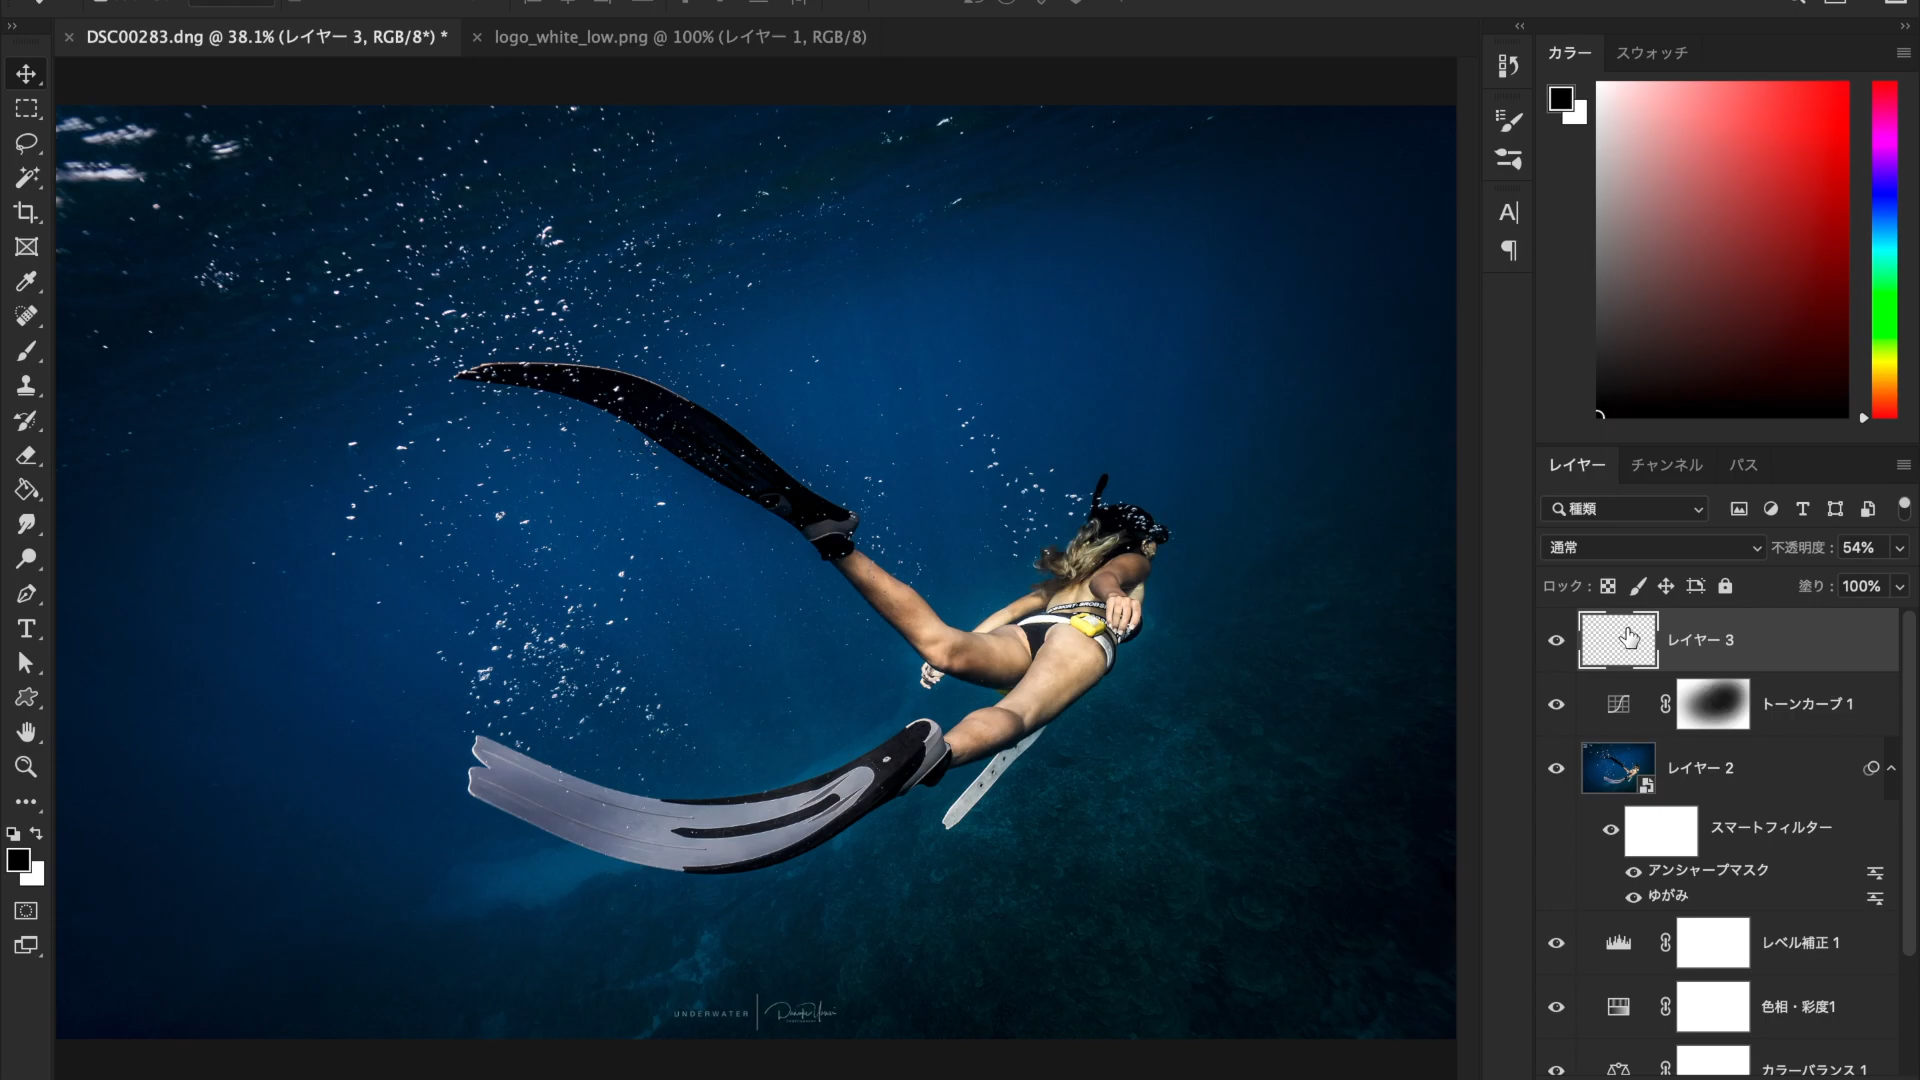 DSC00283.dng @ 38.1% (レイヤー 3, RGB/8*) *
logo_white_low.png @ 100% (レイヤー 1, RGB/8)
カラー
スウォッチ
レイヤー
チャンネル
パス
種類
通常
不透明度 : 54%
ロック :
塗り : 100%
レイヤー 3
トーンカーブ 1
レイヤー 2
スマートフィルター
アンシャープマスク
ゆがみ
レベル補正 1
色相・彩度1
カラーバランス 1
UNDERWATER